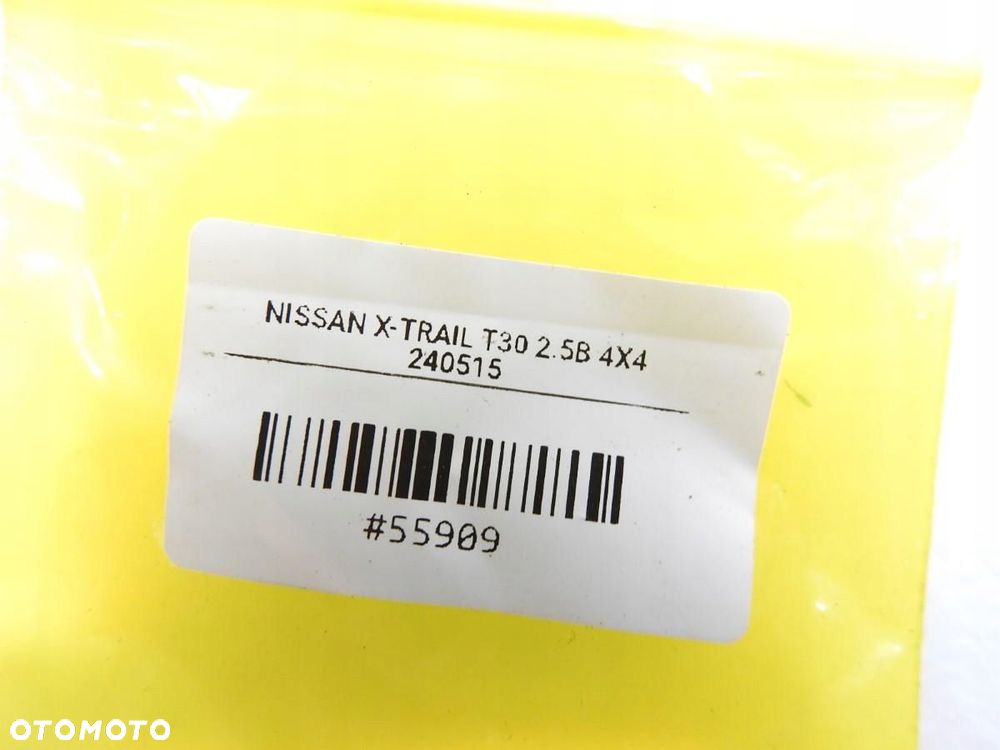 NISSAN X-TRAIL T30 2.5B 4X4
240515
#55909
OTOMOTO